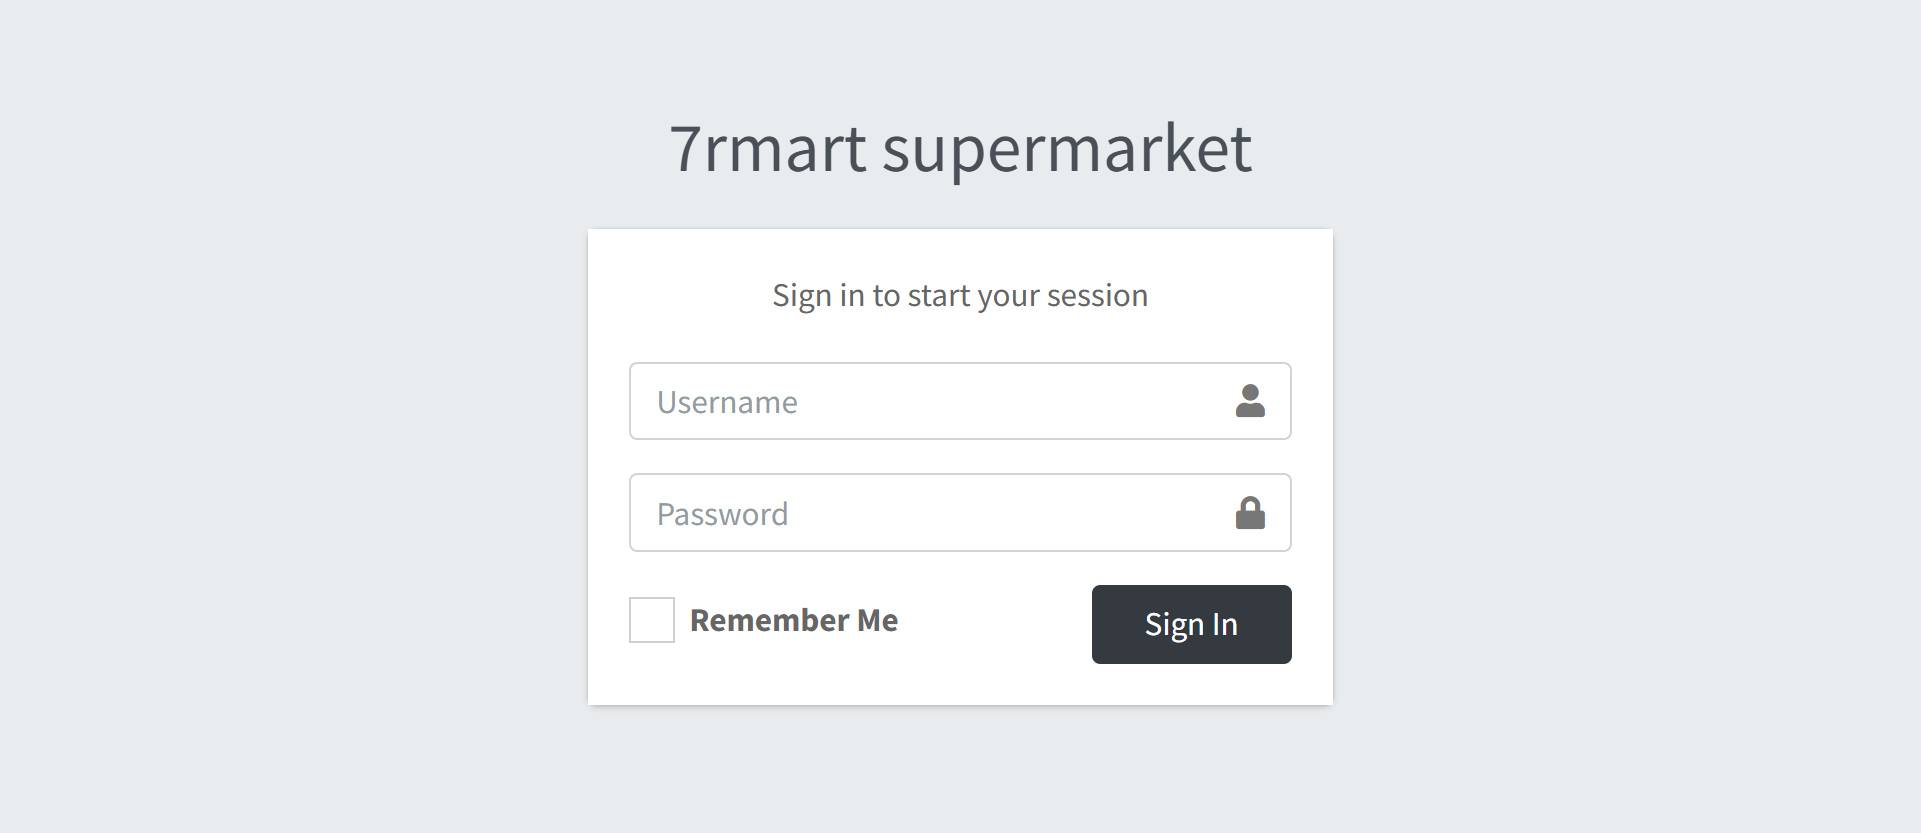 7rmart supermarket
Sign in to start your session
Username
Password
Remember Me
Sign In